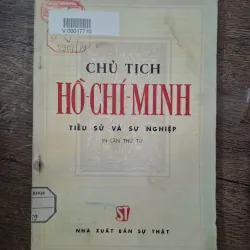 V.00017710
CHỦ TỊCH
HỒ-CHÍ-MINH
TIỂU SỬ VÀ SỰ NGHIỆP
IN LẦN THỨ TƯ
ST
NHÀ XUẤT BẢN SỰ THẬT